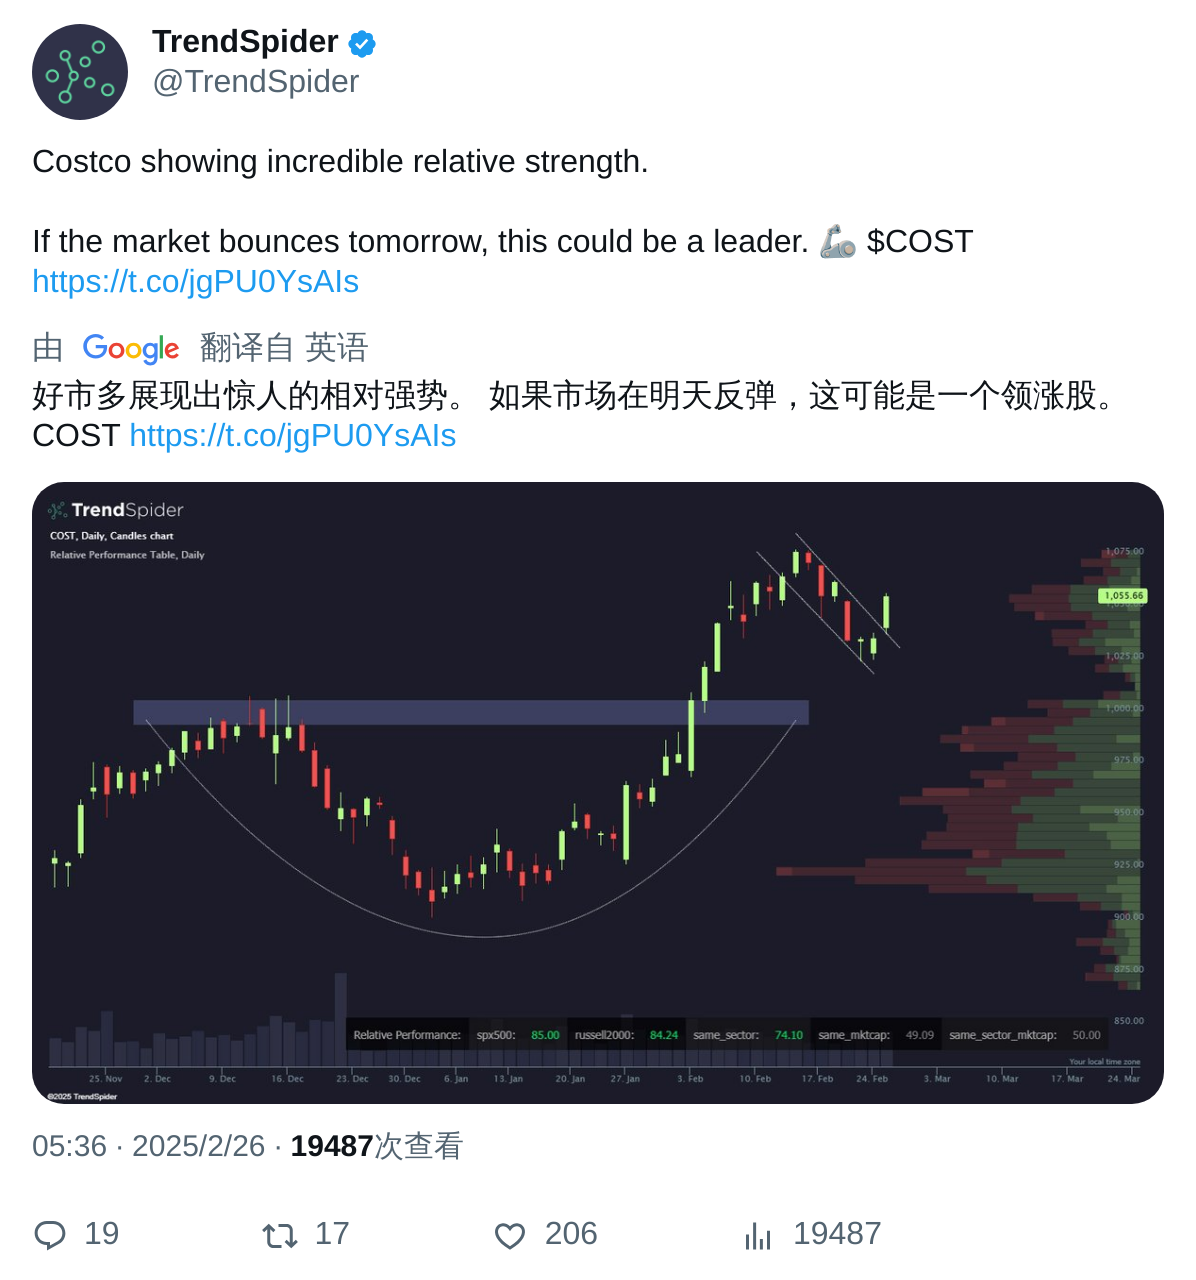 TrendSpider
@TrendSpider
Costco showing incredible relative strength.
If the market bounces tomorrow, this could be a leader. 🦾 $COST
https://t.co/jgPU0YsAIs
由 Google 翻译自 英语
好市多展现出惊人的相对强势。 如果市场在明天反弹，这可能是一个领涨股。
COST https://t.co/jgPU0YsAIs
TrendSpider
COST, Daily, Candles chart
Relative Performance Table, Daily
1,075.00
1,055.66
1,025.00
1,000.00
975.00
950.00
925.00
900.00
875.00
850.00
Relative Performance: spx500: 85.00 russell2000: 84.24 same_sector: 74.10 same_mktcap: 49.09 same_sector_mktcap: 50.00
Your local time zone
25. Nov 2. Dec 9. Dec 16. Dec 23. Dec 30. Dec 6. Jan 13. Jan 20. Jan 27. Jan 3. Feb 10. Feb 17. Feb 24. Feb 3. Mar 10. Mar 17. Mar 24. Mar
©2025 TrendSpider
05:36 · 2025/2/26 · 19487次查看
19 17 206 19487